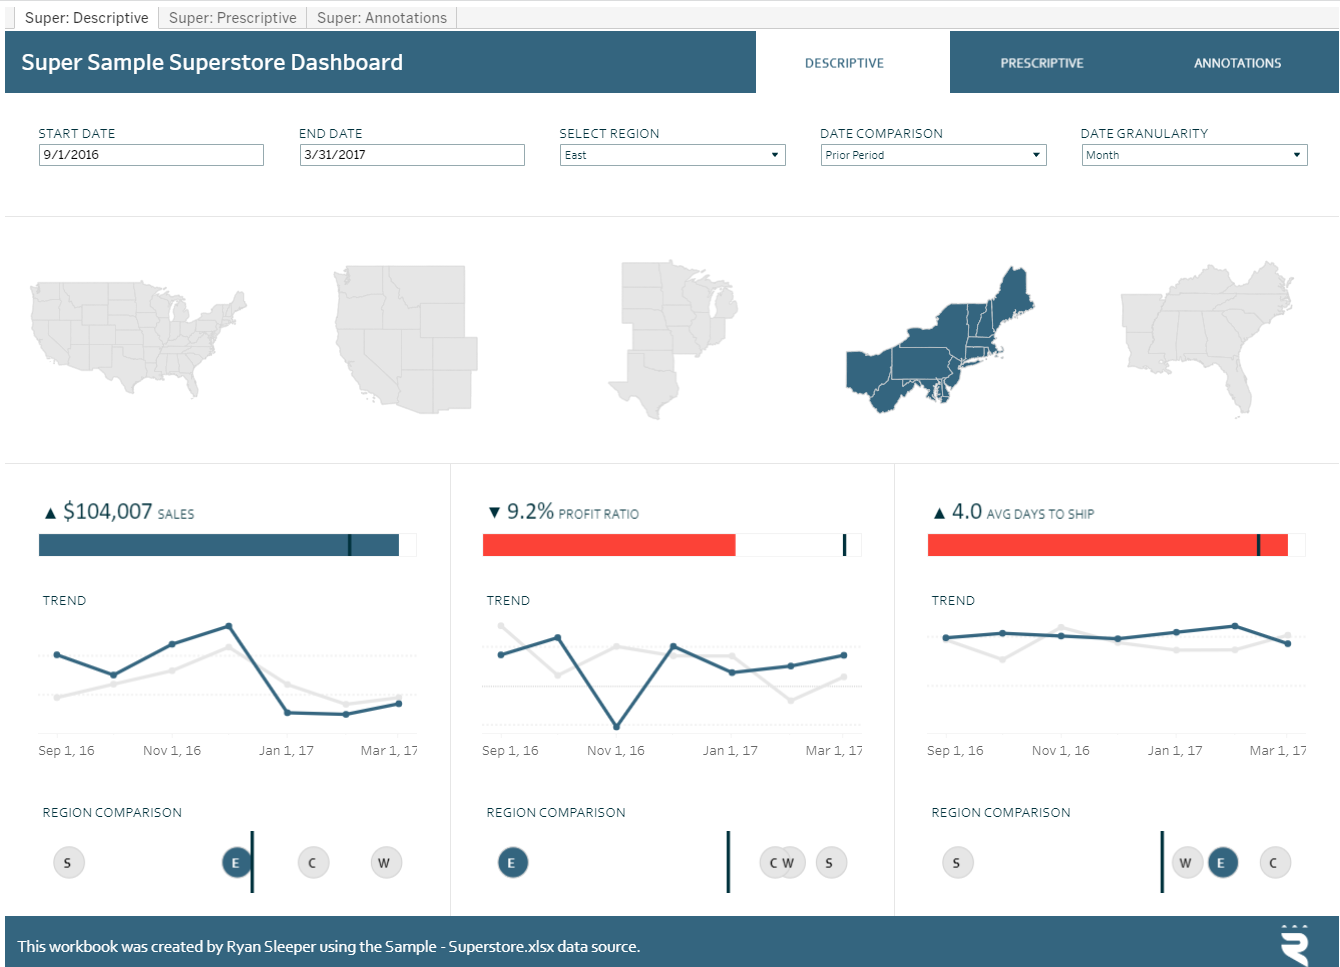 Super: Descriptive Super: Prescriptive Super: Annotations
Super Sample Superstore Dashboard DESCRIPTIVE PRESCRIPTIVE ANNOTATIONS
START DATE END DATE SELECT REGION DATE COMPARISON DATE GRANULARITY
9/1/2016 3/31/2017 East Prior Period Month
▲ $104,007 SALES ▼ 9.2% PROFIT RATIO ▲ 4.0 AVG DAYS TO SHIP
TREND TREND TREND
Sep 1, 16 Nov 1, 16 Jan 1, 17 Mar 1, 17 Sep 1, 16 Nov 1, 16 Jan 1, 17 Mar 1, 17 Sep 1, 16 Nov 1, 16 Jan 1, 17 Mar 1, 17
REGION COMPARISON REGION COMPARISON REGION COMPARISON
S E C W E C W S S W E C
This workbook was created by Ryan Sleeper using the Sample - Superstore.xlsx data source.